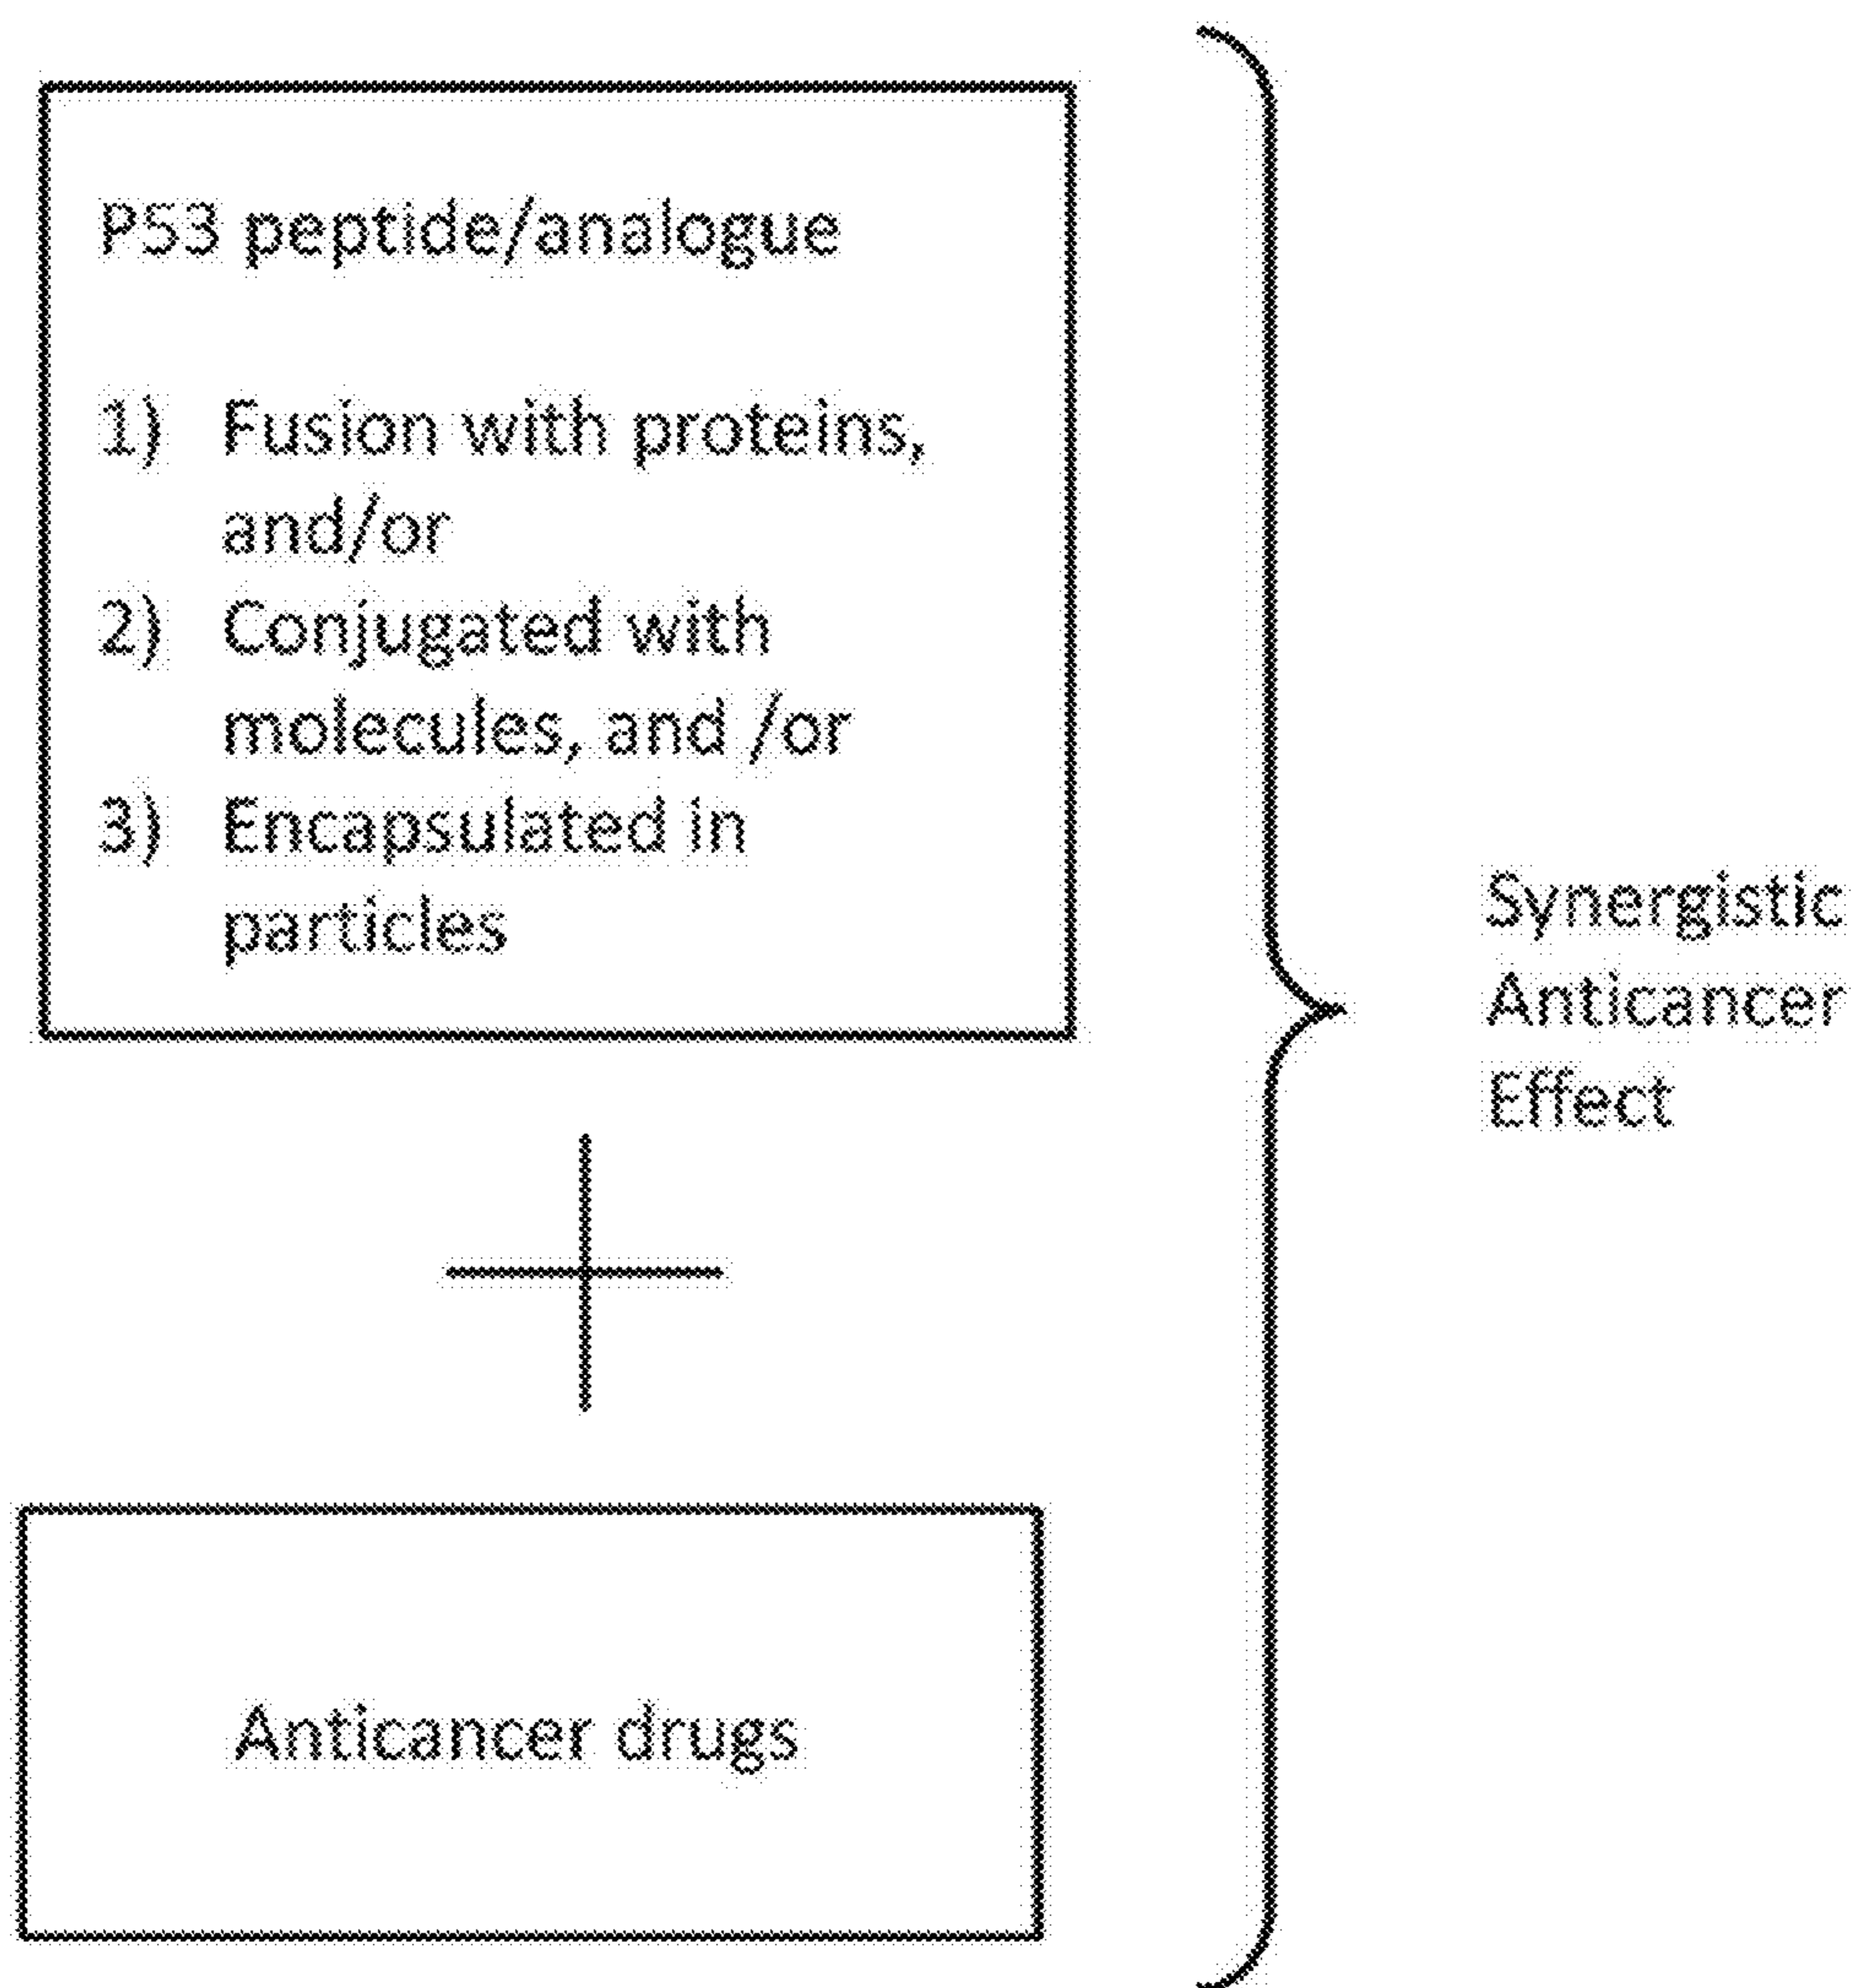 P53 peptide/analogue
1) Fusion with proteins,
and/or
2) Conjugated with
molecules, and /or
3) Encapsulated in
particles
Synergistic
Anticancer
Effect
Anticancer drugs